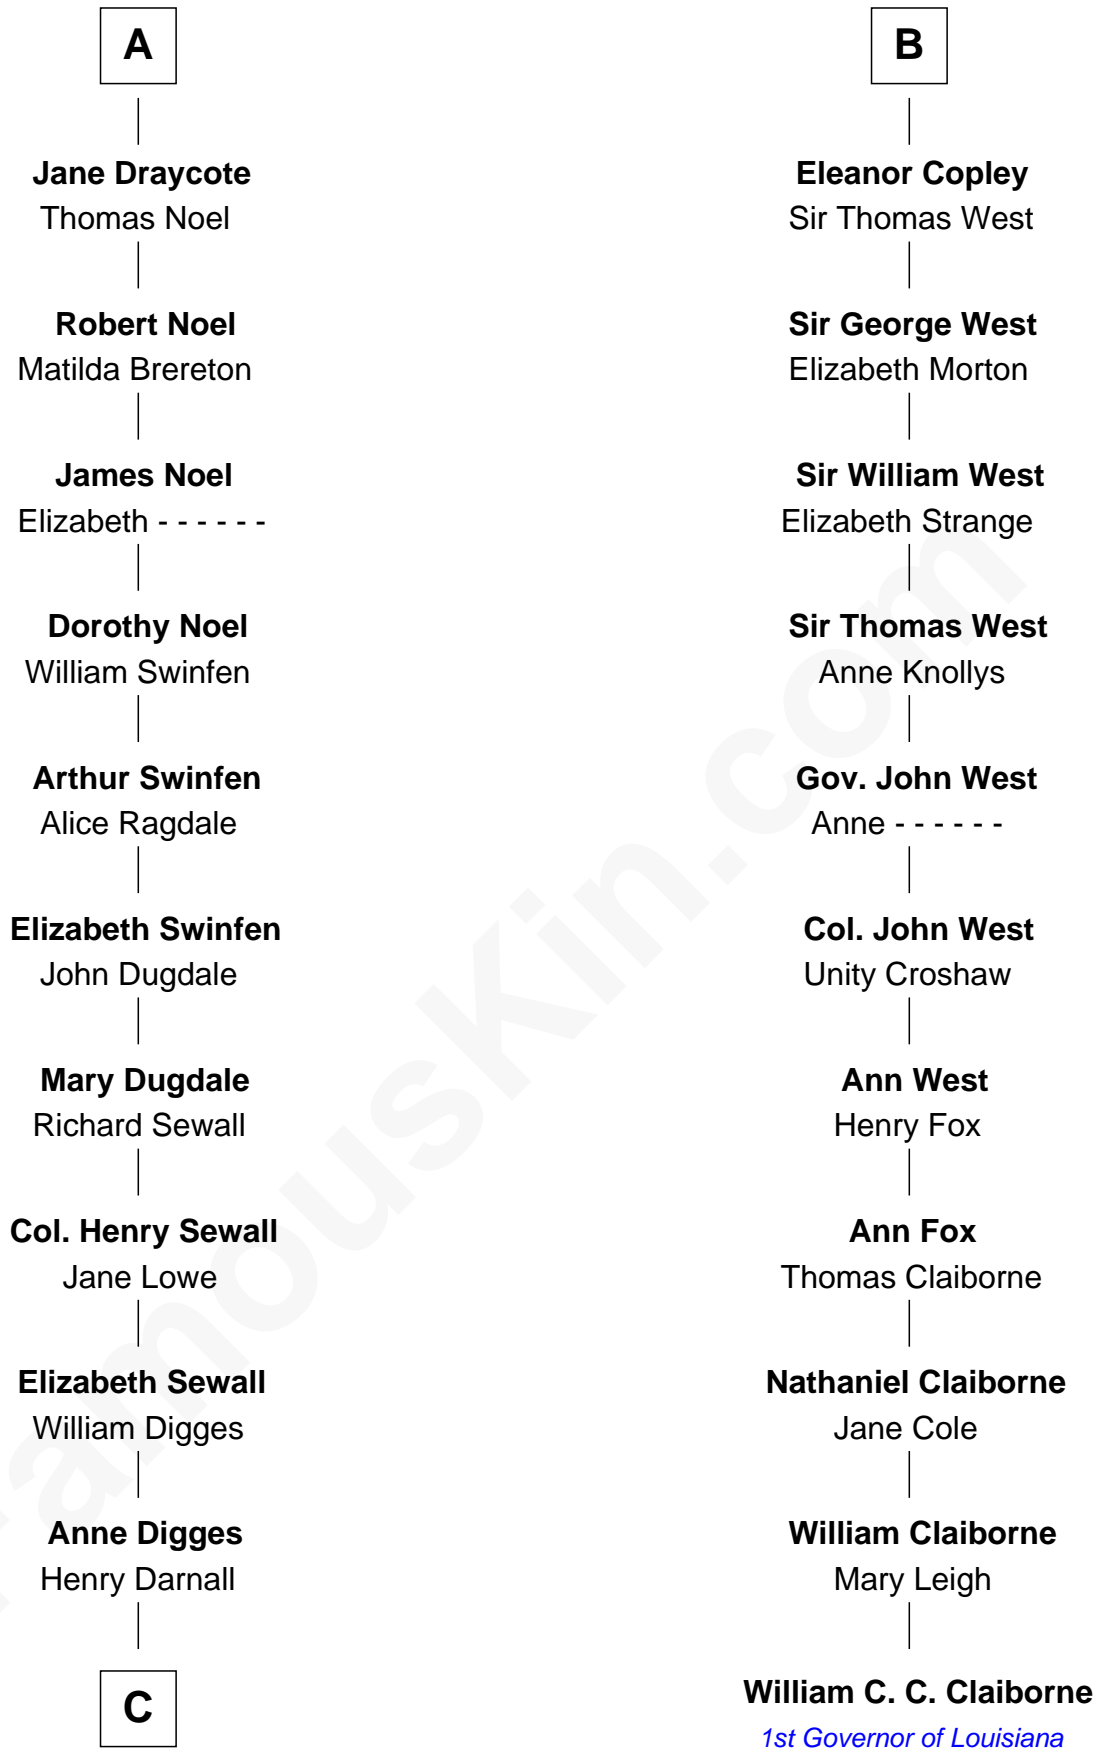 A
Jane Draycote
Thomas Noel
Robert Noel
Matilda Brereton
James Noel
Elizabeth - - - - - -
Dorothy Noel
William Swinfen
Arthur Swinfen
Alice Ragdale
Elizabeth Swinfen
John Dugdale
Mary Dugdale
Richard Sewall
Col. Henry Sewall
Jane Lowe
Elizabeth Sewall
William Digges
Anne Digges
Henry Darnall
C
B
Eleanor Copley
Sir Thomas West
Sir George West
Elizabeth Morton
Sir William West
Elizabeth Strange
Sir Thomas West
Anne Knollys
Gov. John West
Anne - - - - - -
Col. John West
Unity Croshaw
Ann West
Henry Fox
Ann Fox
Thomas Claiborne
Nathaniel Claiborne
Jane Cole
William Claiborne
Mary Leigh
William C. C. Claiborne
1st Governor of Louisiana
FamousKin.com